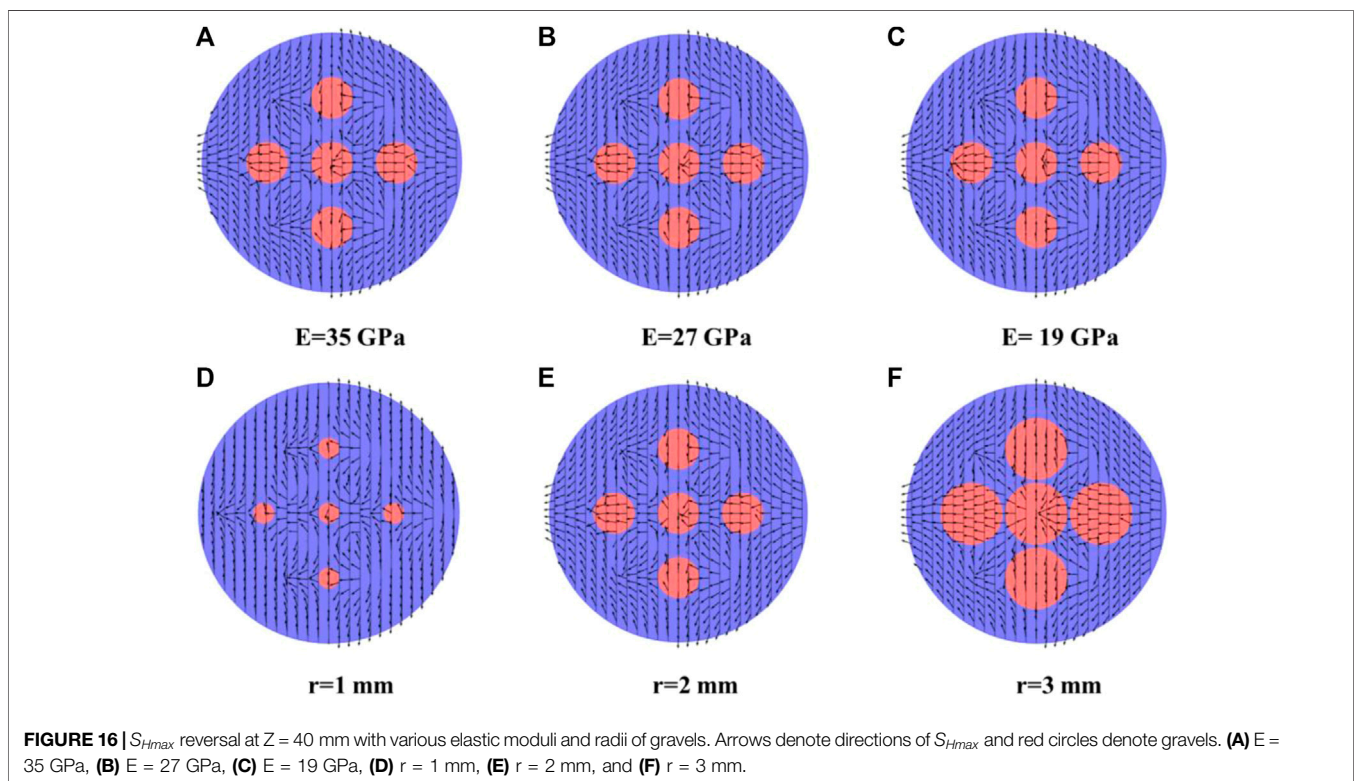 A
B
C
E=35 GPa
E=27 GPa
E= 19 GPa
D
E
F
r=1 mm
r=2 mm
r=3 mm
FIGURE 16 | SHmax reversal at Z = 40 mm with various elastic moduli and radii of gravels. Arrows denote directions of SHmax and red circles denote gravels. (A) E =
35 GPa, (B) E = 27 GPa, (C) E = 19 GPa, (D) r = 1 mm, (E) r = 2 mm, and (F) r = 3 mm.